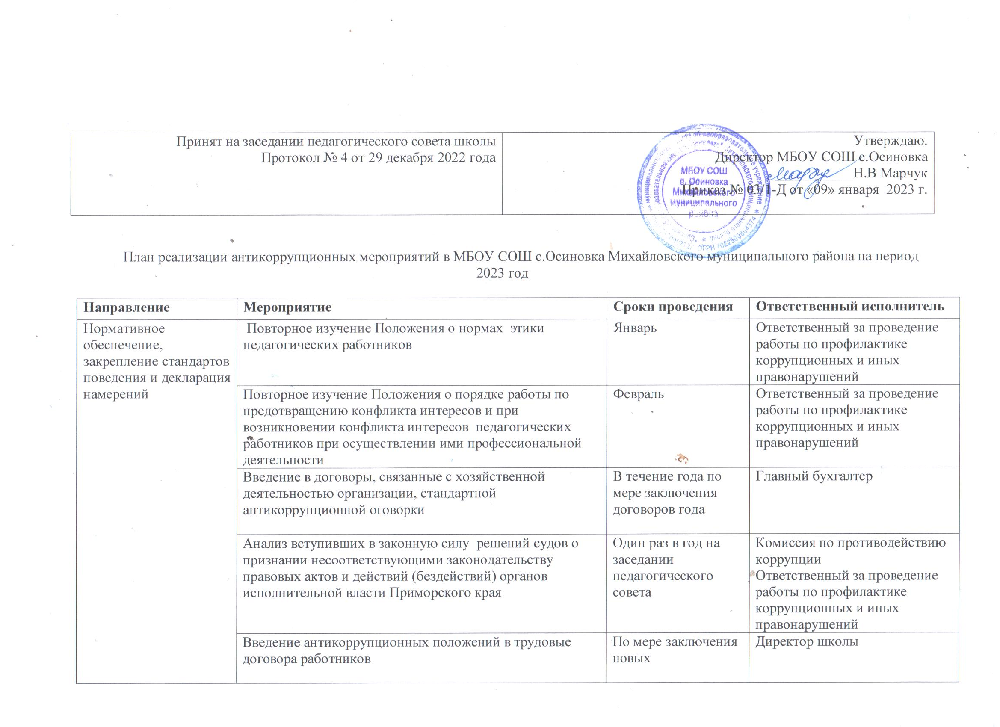 Принят на заседании педагогического совета школы
Протокол № 4 от 29 декабря 2022 года
Утверждаю.
Директор МБОУ СОШ с.Осиновка
Н.В Марчук
Приказ № 03/1-Д от «09» января 2023 г.
МБОУ СОШ
с. Осиновка
Михайловского
муниципального
района
План реализации антикоррупционных мероприятий в МБОУ СОШ с.Осиновка Михайловского муниципального района на период
2023 год
Направление
Мероприятие
Сроки проведения
Ответственный исполнитель
Нормативное
обеспечение,
закрепление стандартов
поведения и декларация
намерений
Повторное изучение Положения о нормах этики
педагогических работников
Январь
Ответственный за проведение
работы по профилактике
коррупционных и иных
правонарушений
Повторное изучение Положения о порядке работы по
предотвращению конфликта интересов и при
возникновении конфликта интересов педагогических
работников при осуществлении ими профессиональной
деятельности
Февраль
Ответственный за проведение
работы по профилактике
коррупционных и иных
правонарушений
Введение в договоры, связанные с хозяйственной
деятельностью организации, стандартной
антикоррупционной оговорки
В течение года по
мере заключения
договоров года
Главный бухгалтер
Анализ вступивших в законную силу решений судов о
признании несоответствующими законодательству
правовых актов и действий (бездействий) органов
исполнительной власти Приморского края
Один раз в год на
заседании
педагогического
совета
Комиссия по противодействию
коррупции
Ответственный за проведение
работы по профилактике
коррупционных и иных
правонарушений
Введение антикоррупционных положений в трудовые
договора работников
По мере заключения
новых
Директор школы